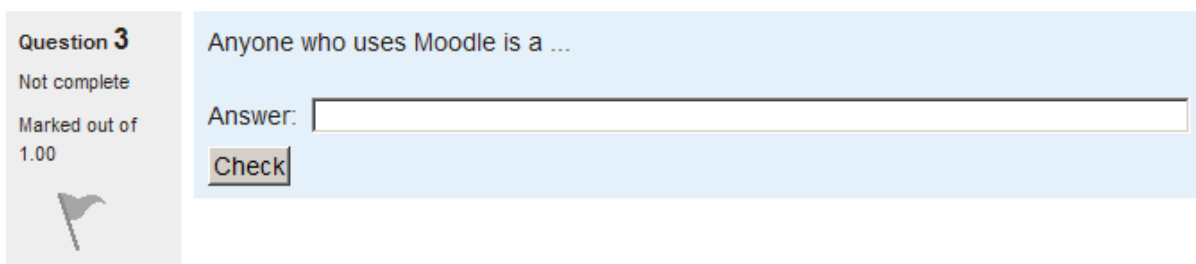 Question 3
Not complete
Marked out of
1.00
Anyone who uses Moodle is a ...
Answer:
Check